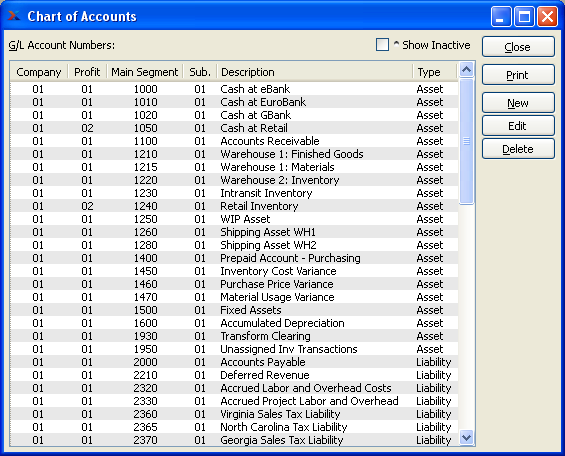 Chart of Accounts
G/L Account Numbers:
^ Show Inactive
Close
Print
New
Edit
Delete
Company Profit Main Segment Sub. Description Type
01 01 1000 01 Cash at eBank Asset
01 01 1010 01 Cash at EuroBank Asset
01 01 1020 01 Cash at GBank Asset
01 02 1050 01 Cash at Retail Asset
01 01 1100 01 Accounts Receivable Asset
01 01 1210 01 Warehouse 1: Finished Goods Asset
01 01 1215 01 Warehouse 1: Materials Asset
01 01 1220 01 Warehouse 2: Inventory Asset
01 01 1230 01 Intransit Inventory Asset
01 02 1240 01 Retail Inventory Asset
01 01 1250 01 WIP Asset Asset
01 01 1260 01 Shipping Asset WH1 Asset
01 01 1280 01 Shipping Asset WH2 Asset
01 01 1400 01 Prepaid Account - Purchasing Asset
01 01 1450 01 Inventory Cost Variance Asset
01 01 1460 01 Purchase Price Variance Asset
01 01 1470 01 Material Usage Variance Asset
01 01 1500 01 Fixed Assets Asset
01 01 1600 01 Accumulated Depreciation Asset
01 01 1930 01 Transform Clearing Asset
01 01 1950 01 Unassigned Inv Transactions Asset
01 01 2000 01 Accounts Payable Liability
01 01 2210 01 Deferred Revenue Liability
01 01 2320 01 Accrued Labor and Overhead Costs Liability
01 01 2330 01 Accrued Project Labor and Overhead Liability
01 01 2360 01 Virginia Sales Tax Liability Liability
01 01 2365 01 North Carolina Tax Liability Liability
01 01 2370 01 Georgia Sales Tax Liability Liability